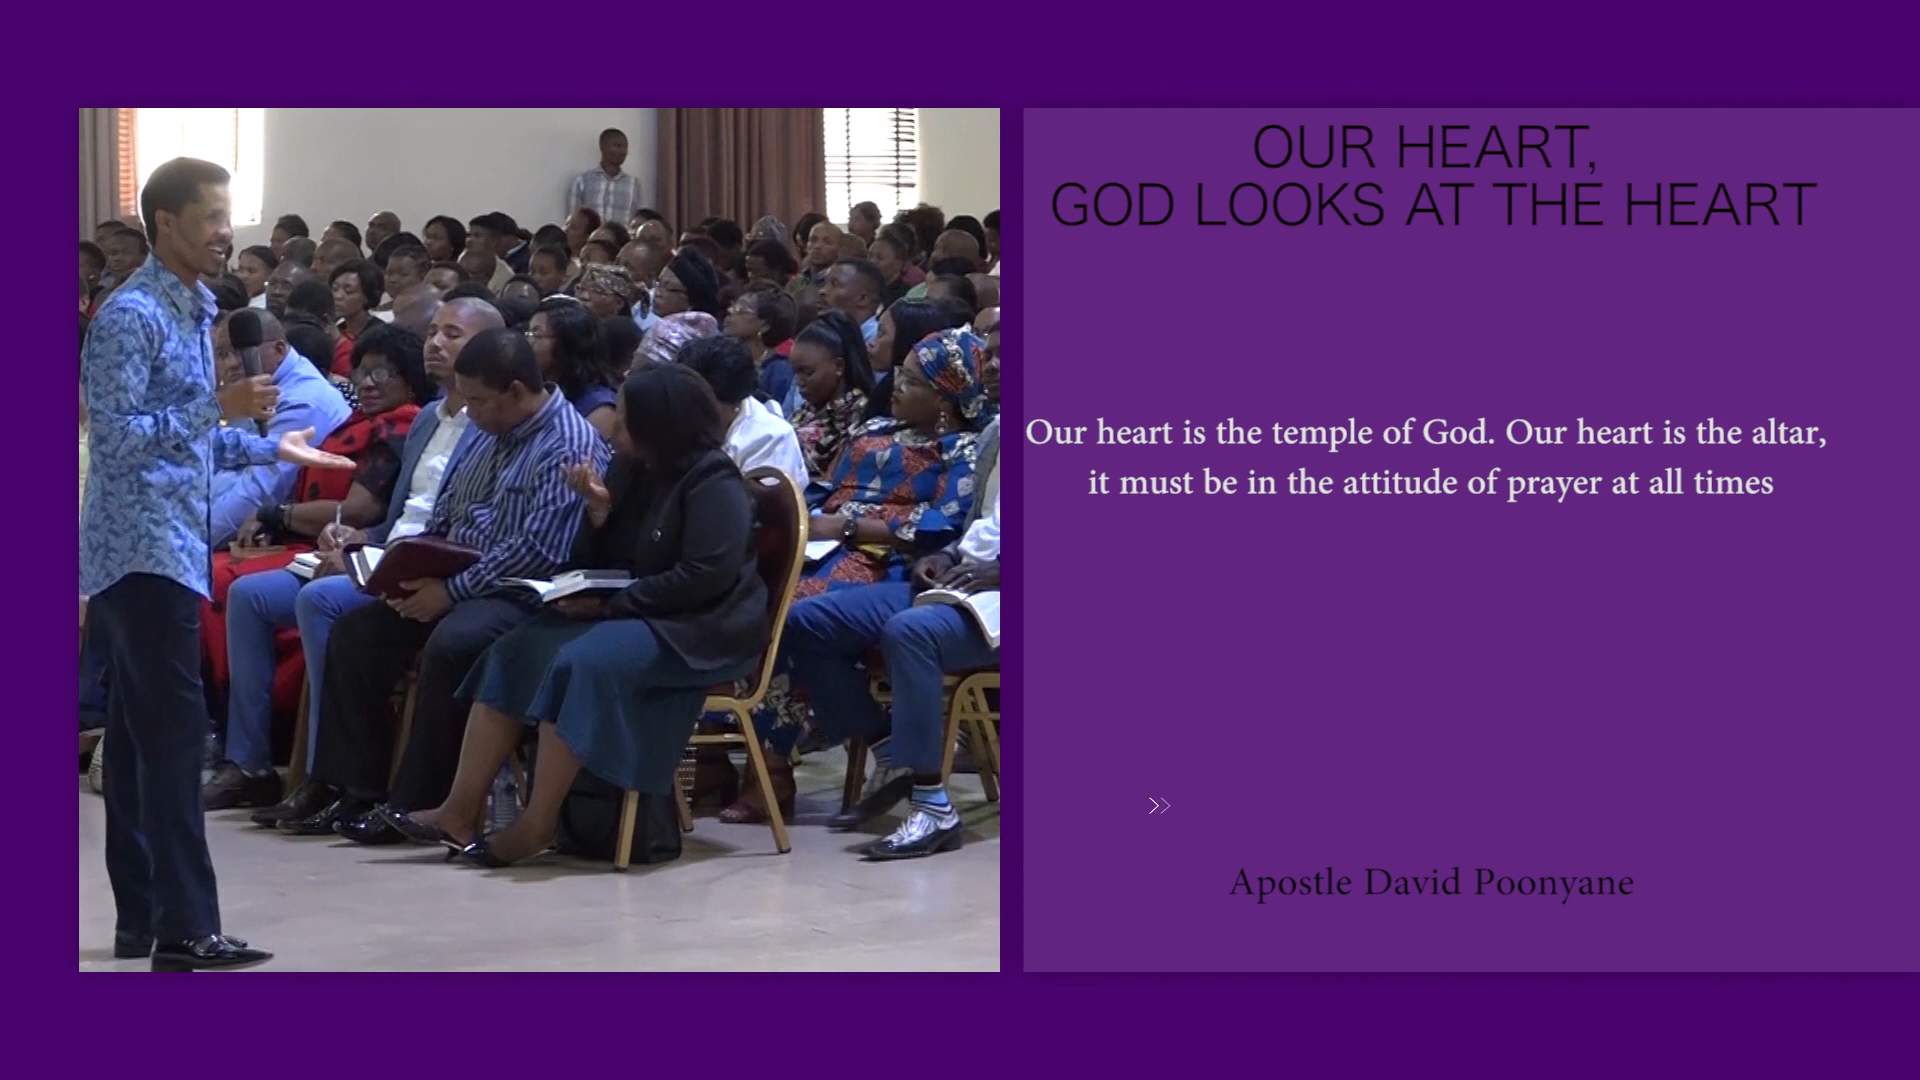 OUR HEART,
GOD LOOKS AT THE HEART
Our heart is the temple of God. Our heart is the altar,
it must be in the attitude of prayer at all times
Apostle David Poonyane